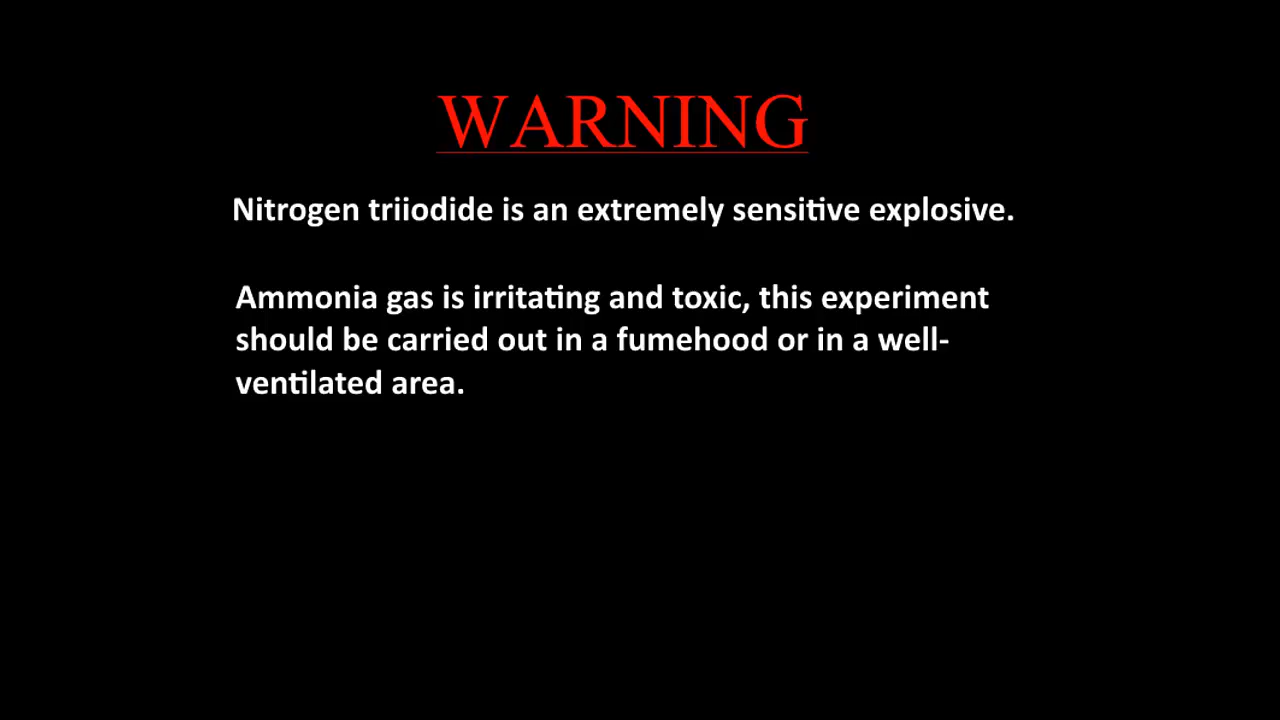 WARNING
Nitrogen triiodide is an extremely sensitive explosive.
Ammonia gas is irritating and toxic, this experiment
should be carried out in a fumehood or in a well-
ventilated area.